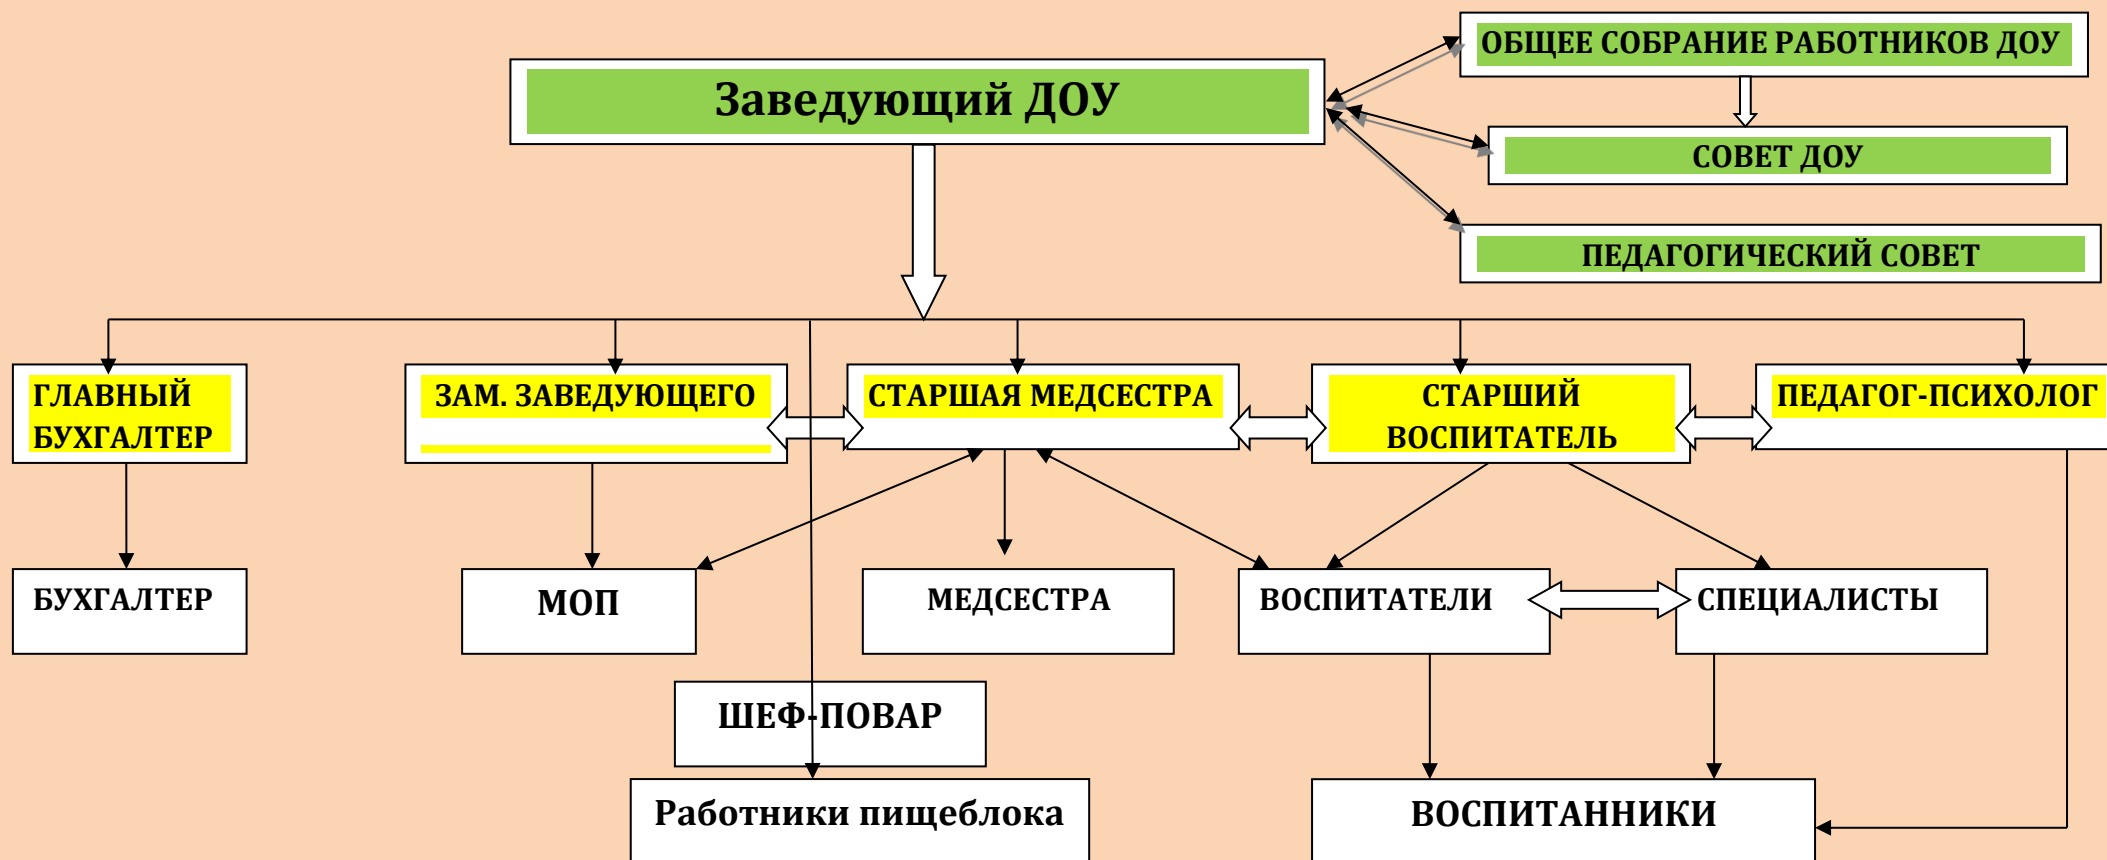 ОБЩЕЕ СОБРАНИЕ РАБОТНИКОВ ДОУ
Заведующий ДОУ
СОВЕТ ДОУ
ПЕДАГОГИЧЕСКИЙ СОВЕТ
ГЛАВНЫЙ
БУХГАЛТЕР
ЗАМ. ЗАВЕДУЮЩЕГО
СТАРШАЯ МЕДСЕСТРА
СТАРШИЙ
ВОСПИТАТЕЛЬ
ПЕДАГОГ-ПСИХОЛОГ
БУХГАЛТЕР
МОП
МЕДСЕСТРА
ВОСПИТАТЕЛИ
СПЕЦИАЛИСТЫ
ШЕФ-ПОВАР
Работники пищеблока
ВОСПИТАННИКИ